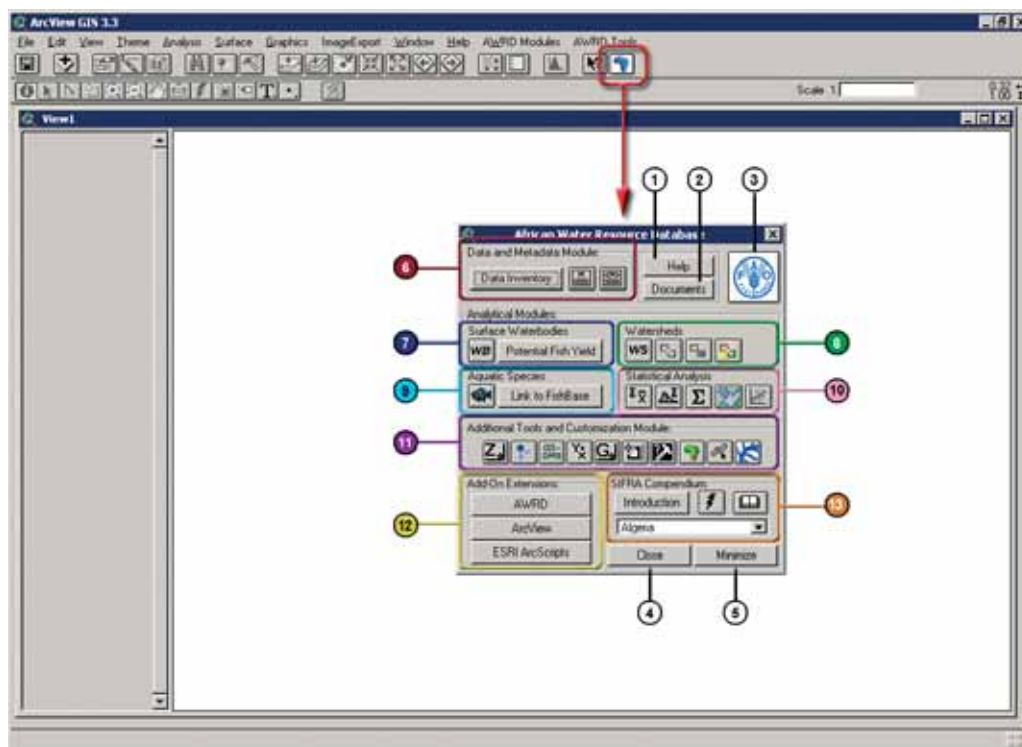 ArcView GIS 3.3
File Edit View Theme Analysis Surface Graphics ImageExport Window Help AWRD Modules AWRD Tools
Scale 1:
View1
1 2 3
African Water Resource Database
Data and Metadata Module:
6
Data Inventory
Help
Documents
Analytical Modules:
Surface Waterbodies
Watersheds
7
WB
Potential Fish Yield
WS
8
Aquatic Species
Statistical Analysis
9
Link to FishBase
Σ
10
Additional Tools and Customization Module:
11
Add-On Extensions:
SIFRA Compendium:
AWRD
Introduction
12
ArcView
Algeria
ESRI ArcScripts
Close
Minimize
4 5